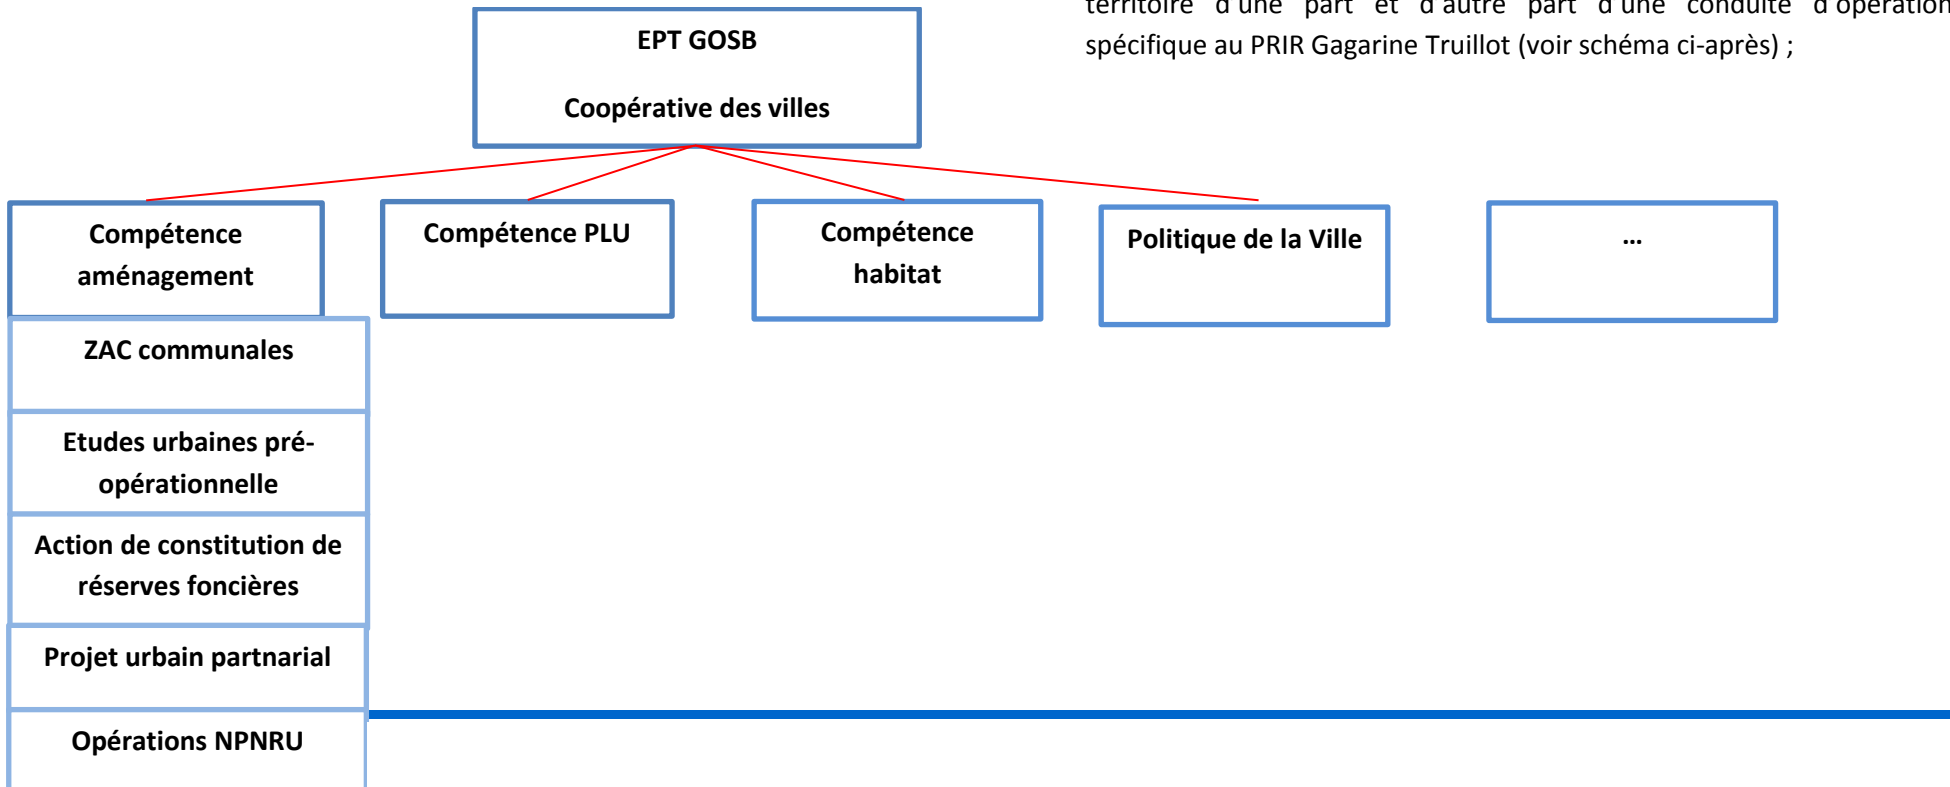 territoire d'une part et d'autre part d'une conduite d'opération
spécifique au PRIR Gagarine Truillot (voir schéma ci-après) ;
EPT GOSB
Coopérative des villes
Compétence
aménagement
Compétence PLU
Compétence
habitat
Politique de la Ville
...
ZAC communales
Etudes urbaines pré-
opérationnelle
Action de constitution de
réserves foncières
Projet urbain partnarial
Opérations NPNRU